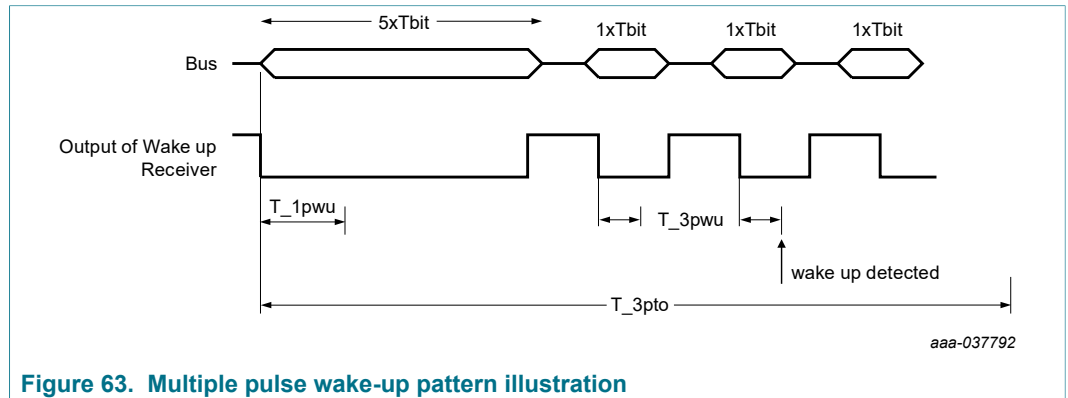 5xTbit
1xTbit
1xTbit
1xTbit
Bus
Output of Wake up
Receiver
T_1pwu
T_3pwu
wake up detected
T_3pto
aaa-037792
Figure 63. Multiple pulse wake-up pattern illustration